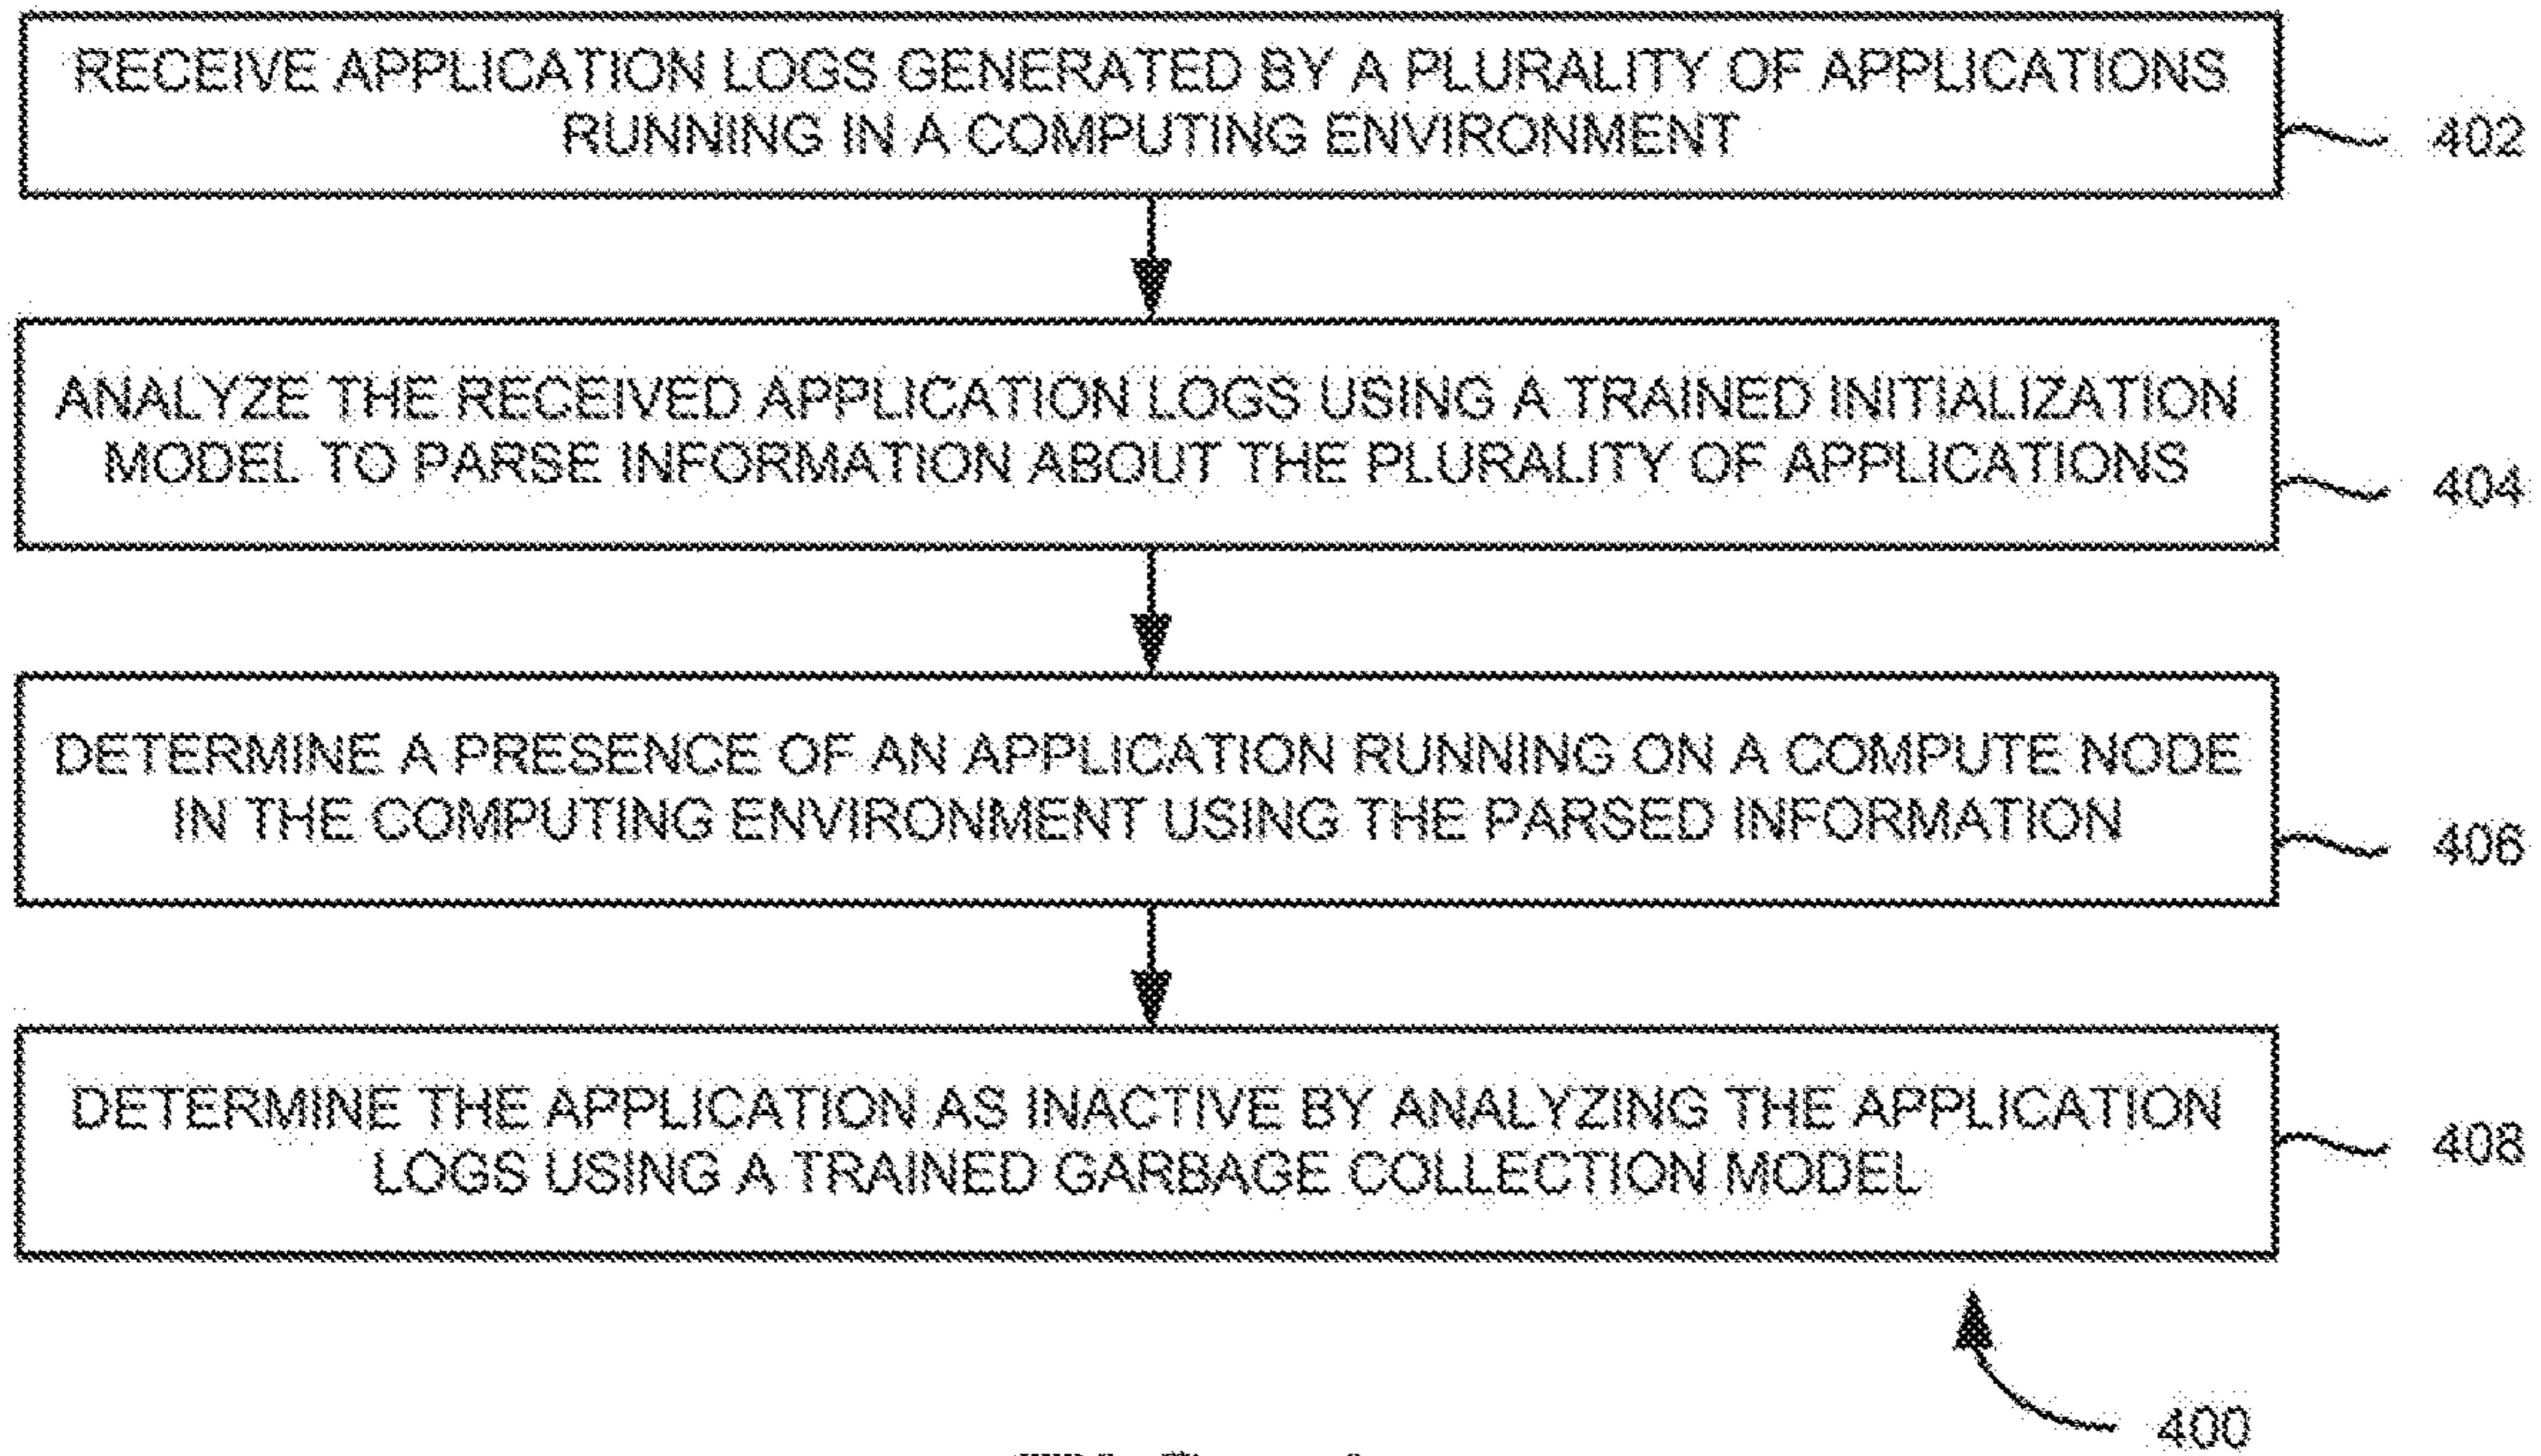 RECEIVE APPLICATION LOGS GENERATED BY A PLURALITY OF APPLICATIONS
RUNNING IN A COMPUTING ENVIRONMENT
402
ANALYZE THE RECEIVED APPLICATION LOGS USING A TRAINED INITIALIZATION
MODEL TO PARSE INFORMATION ABOUT THE PLURALITY OF APPLICATIONS
404
DETERMINE A PRESENCE OF AN APPLICATION RUNNING ON A COMPUTE NODE
IN THE COMPUTING ENVIRONMENT USING THE PARSED INFORMATION
406
DETERMINE THE APPLICATION AS INACTIVE BY ANALYZING THE APPLICATION
LOGS USING A TRAINED GARBAGE COLLECTION MODEL
408
400